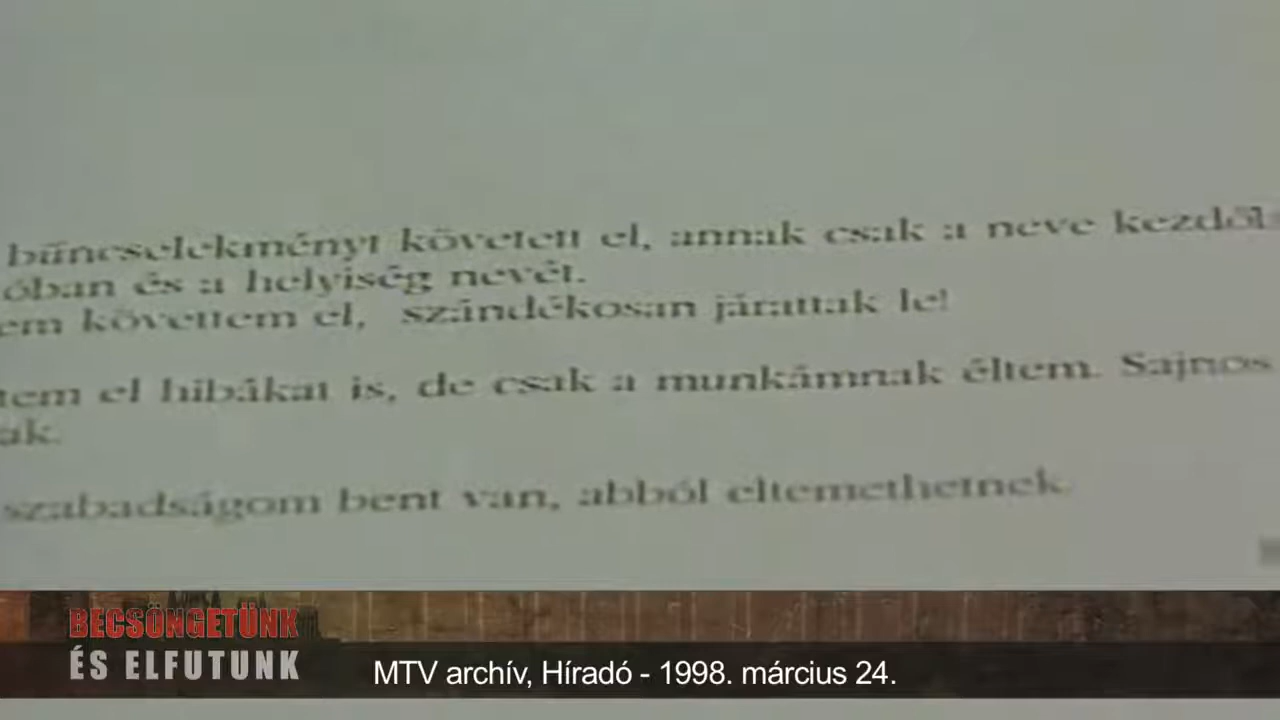 bűncselekményt követett el, annak csak a neve kezdőb
óban és a helyiség nevét.
em követtem el, szándékosan járattak le!
tem el hibákat is, de csak a munkámnak éltem. Sajnos
ak.
szabadságom bent van, abból eltemethetnek.
BECSÖNGETÜNK
ÉS ELFUTUNK
MTV archív, Híradó - 1998. március 24.